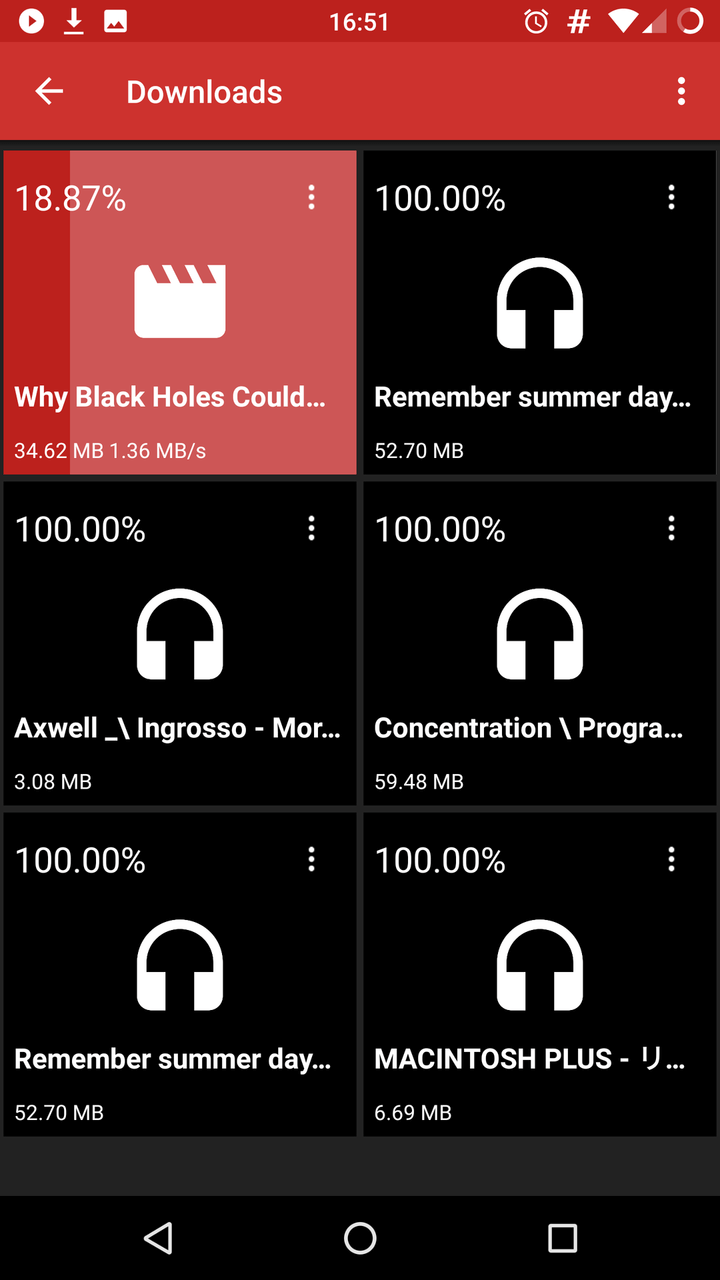 16:51
#
Downloads
18.87%
100.00%
Why Black Holes Could...
Remember summer day...
34.62 MB 1.36 MB/s
52.70 MB
100.00%
100.00%
Axwell _\ Ingrosso - Mor...
Concentration \ Progra...
3.08 MB
59.48 MB
100.00%
100.00%
Remember summer day...
MACINTOSH PLUS - リ...
52.70 MB
6.69 MB